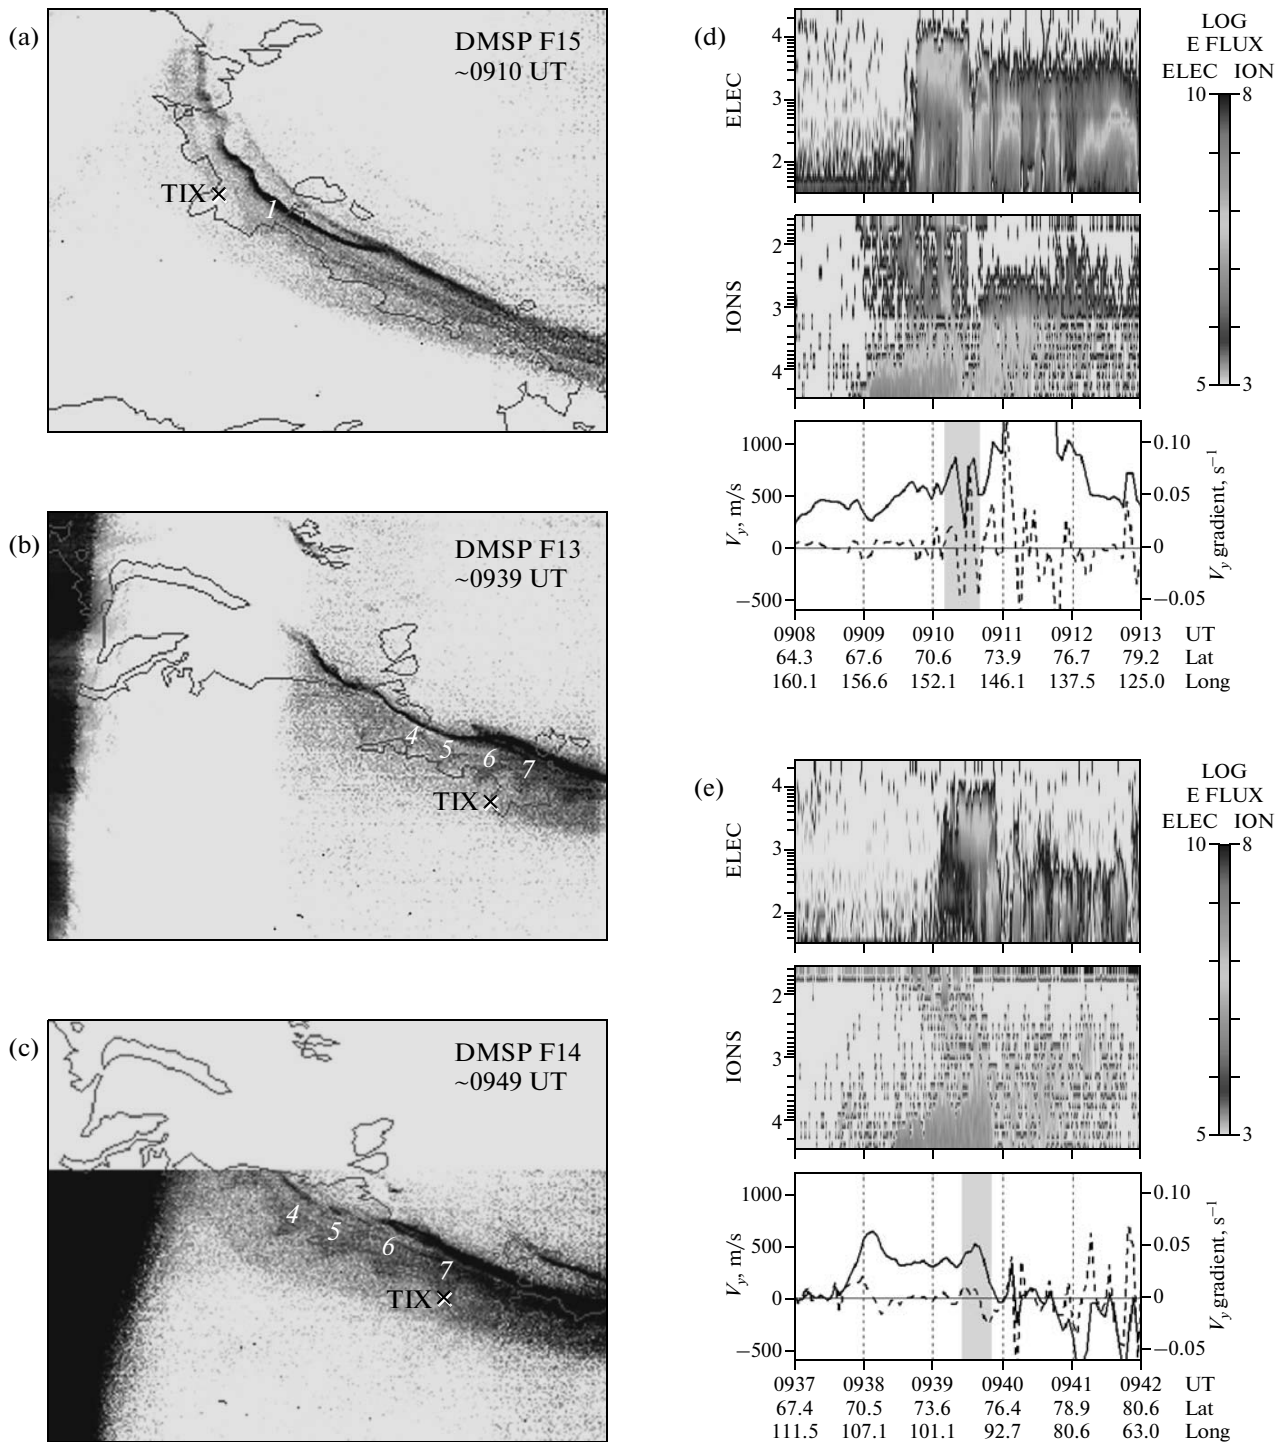 (a)
DMSP F15
~0910 UT
TIX
1
(b)
DMSP F13
~0939 UT
4
5
6
7
TIX
(c)
DMSP F14
~0949 UT
4
5
6
7
TIX
(d)
ELEC
4
3
2
LOG
E FLUX
ELEC ION
10 8
5 3
IONS
2
3
4
Vy, m/s
1000
500
0
−500
0.10
0.05
0
−0.05
Vy gradient, s−1
0908 0909 0910 0911 0912 0913 UT
64.3 67.6 70.6 73.9 76.7 79.2 Lat
160.1 156.6 152.1 146.1 137.5 125.0 Long
(e)
ELEC
4
3
2
LOG
E FLUX
ELEC ION
10 8
5 3
IONS
2
3
4
Vy, m/s
1000
500
0
−500
0.10
0.05
0
−0.05
Vy gradient, s−1
0937 0938 0939 0940 0941 0942 UT
67.4 70.5 73.6 76.4 78.9 80.6 Lat
111.5 107.1 101.1 92.7 80.6 63.0 Long